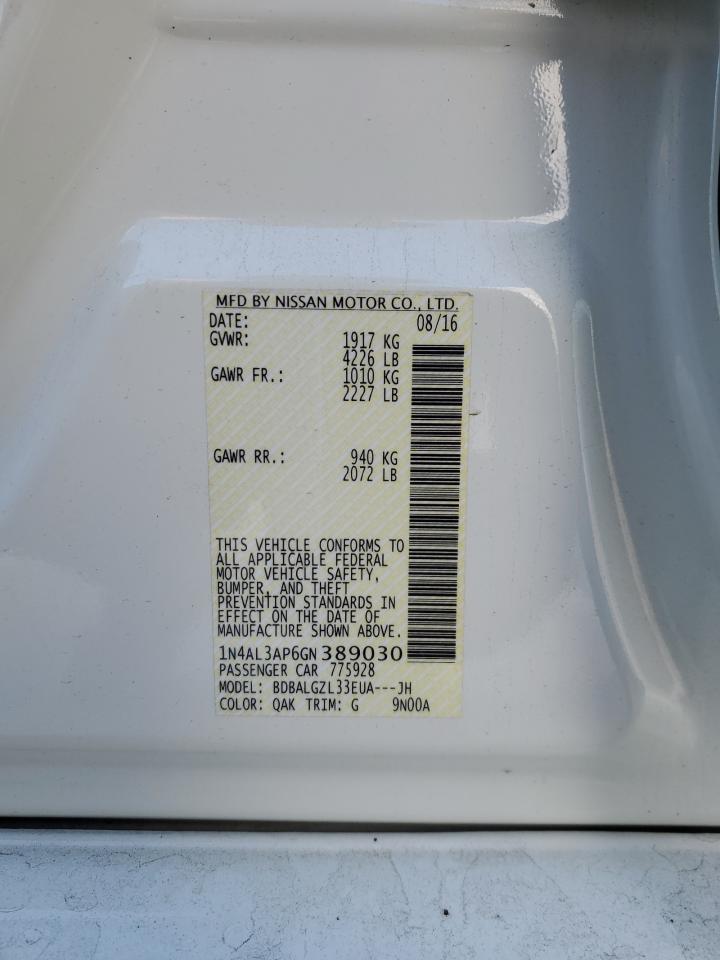 MFD BY NISSAN MOTOR CO., LTD.
DATE: 08/16
GVWR: 1917 KG
4226 LB
GAWR FR.: 1010 KG
2227 LB
GAWR RR.: 940 KG
2072 LB
THIS VEHICLE CONFORMS TO
ALL APPLICABLE FEDERAL
MOTOR VEHICLE SAFETY,
BUMPER, AND THEFT
PREVENTION STANDARDS IN
EFFECT ON THE DATE OF
MANUFACTURE SHOWN ABOVE.
1N4AL3AP6GN389030
PASSENGER CAR 775928
MODEL: BDBALGZL33EUA---JH
COLOR: QAK TRIM: G 9N00A